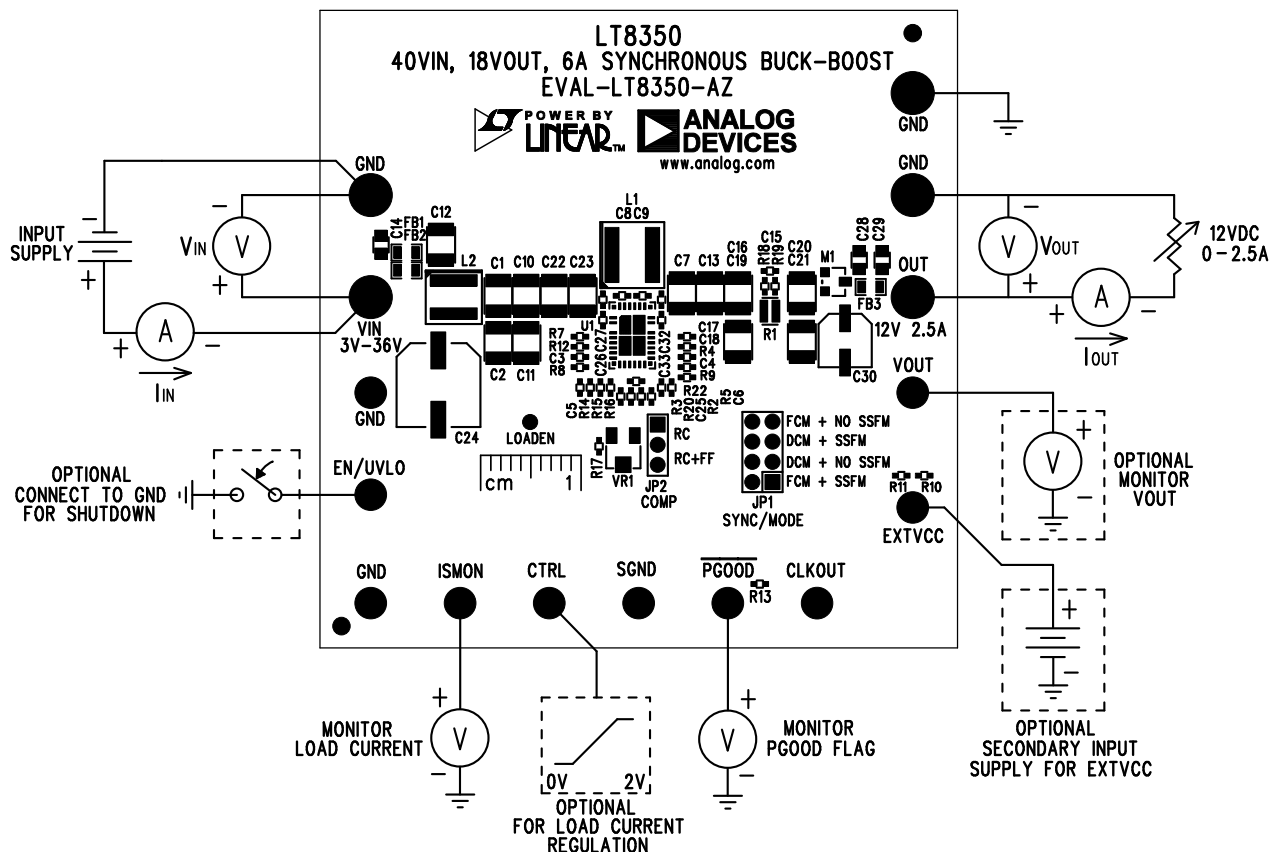 LT8350
40VIN, 18VOUT, 6A SYNCHRONOUS BUCK-BOOST
EVAL-LT8350-AZ
POWER BY
LINEAR™
ANALOG
DEVICES
www.analog.com
GND
GND
GND
INPUT
SUPPLY
-
+
-
VIN
V
+
+
A
-
IIN
VIN
3V-36V
C14
FB1
FB2
C12
L2
C1
C10
C22
C23
L1
C8
C9
C7
C13
C16
C19
R18
C15
R19
C20
C21
M1
C28
C29
FB3
OUT
12V 2.5A
-
V
VOUT
+
12VDC
0-2.5A
+
A
-
IOUT
R1
U1
R7
R12
C3
R8
C26
C27
C32
C33
C17
C18
R4
C4
R9
C2
C11
C30
C24
GND
C5
R14
R15
R16
R3
R22
R20
C25
R2
R5
C6
VOUT
+
V
-
OPTIONAL
MONITOR
VOUT
LOADEN
cm 1
R17
VR1
RC
RC+FF
JP2
COMP
FCM + NO SSFM
DCM + SSFM
DCM + NO SSFM
FCM + SSFM
JP1
SYNC/MODE
R11
R10
EXTVCC
OPTIONAL
CONNECT TO GND
FOR SHUTDOWN
EN/UVLO
GND
ISMON
CTRL
SGND
PGOOD
R13
CLKOUT
+
-
OPTIONAL
SECONDARY INPUT
SUPPLY FOR EXTVCC
MONITOR
LOAD CURRENT
+
V
-
0V
2V
OPTIONAL
FOR LOAD CURRENT
REGULATION
+
V
-
MONITOR
PGOOD FLAG